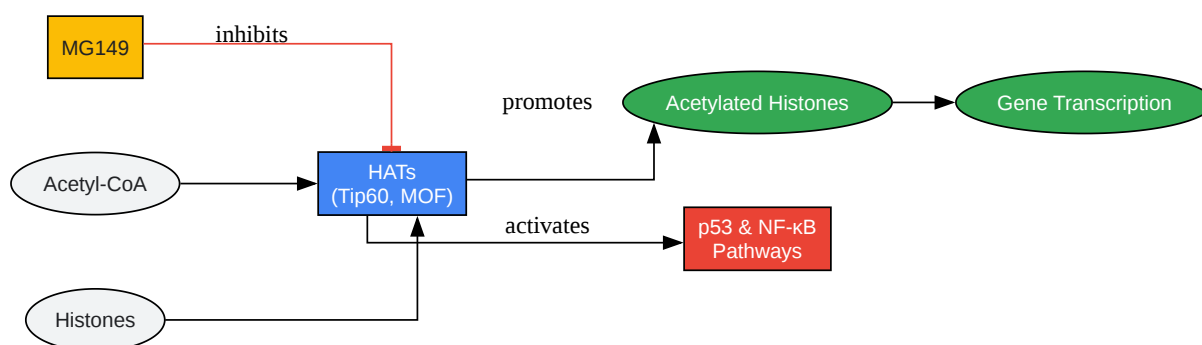 MG149
inhibits
promotes
Acetylated Histones
Gene Transcription
Acetyl-CoA
HATs
(Tip60, MOF)
activates
p53 & NF-κB
Pathways
Histones